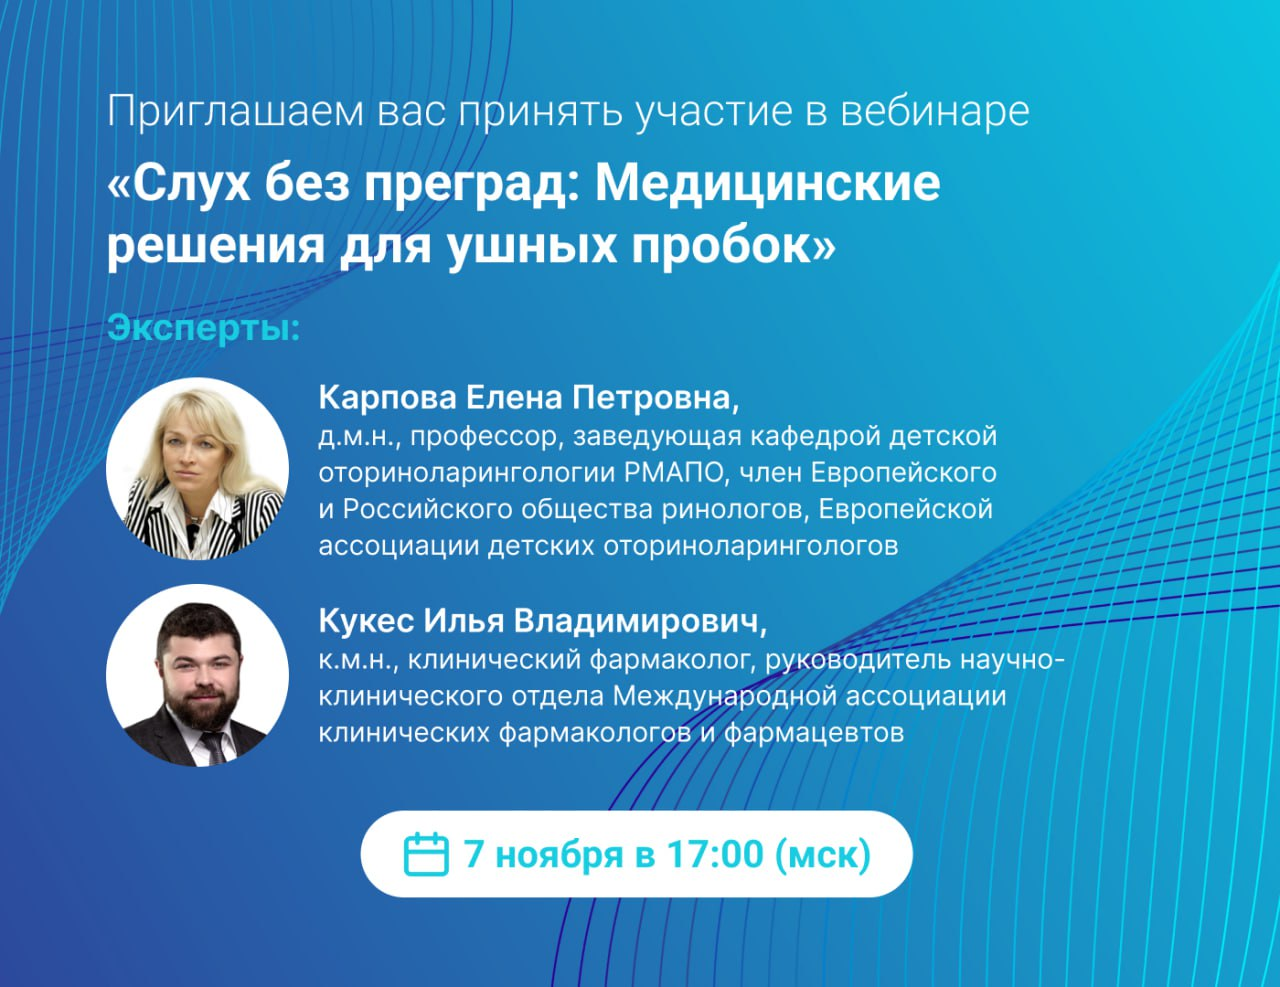 Приглашаем вас принять участие в вебинаре
«Слух без преград: Медицинские
решения для ушных пробок»
Эксперты:
Карпова Елена Петровна,
д.м.н., профессор, заведующая кафедрой детской
оториноларингологии РМАПО, член Европейского
и Российского общества ринологов, Европейской
ассоциации детских оториноларингологов
Кукес Илья Владимирович,
к.м.н., клинический фармаколог, руководитель научно-
клинического отдела Международной ассоциации
клинических фармакологов и фармацевтов
7 ноября в 17:00 (мск)